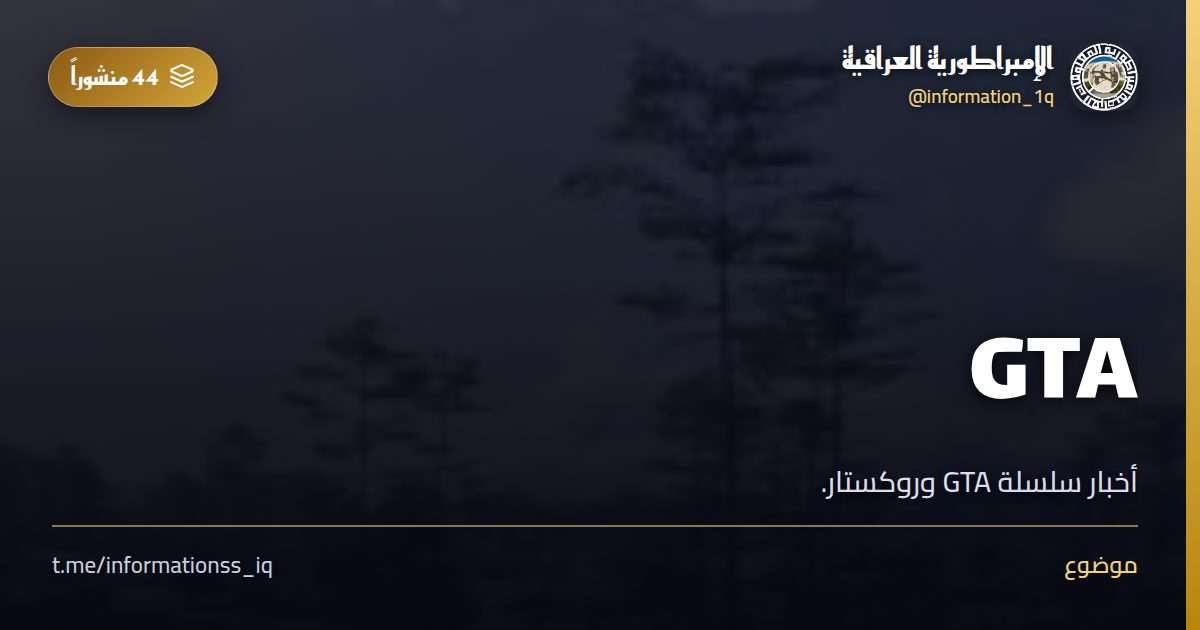 الإمبراطورية العراقية
@information_1q
44 منشوراً
GTA
أخبار سلسلة GTA وروكستار.
موضوع
t.me/informationss_iq